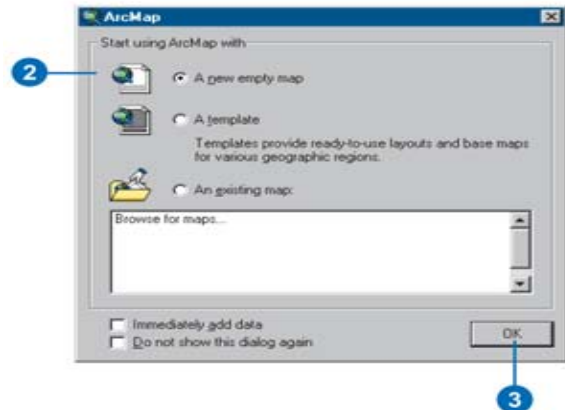 ArcMap
Start using ArcMap with
2
A new empty map
A template
Templates provide ready-to-use layouts and base maps
for various geographic regions.
An existing map:
Browse for maps...
Immediately add data
Do not show this dialog again
OK
3